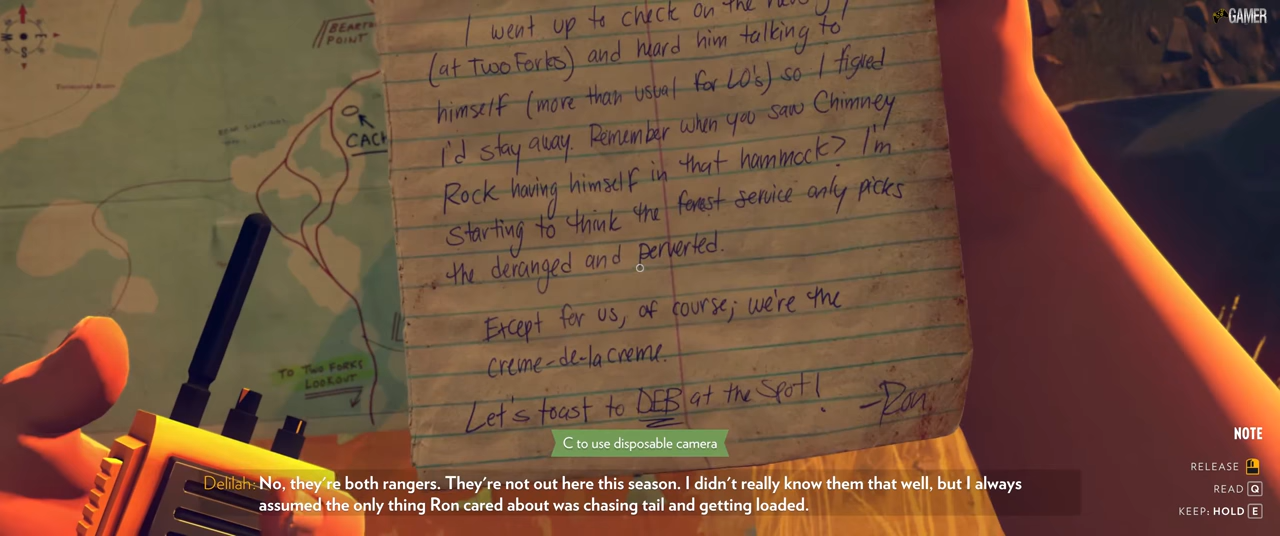 GAMER
BEART
POINT
W
S
CACH
TO TWO FORKS
LOOKOUT
I went up to check on the
(at Two Forks) and heard him talking to
himself (more than usual for LO's) so I figred
I'd stay away. Remember when you saw Chimney
Rock having himself in that hammock? I'm
starting to think the forest service only picks
the deranged and perverted.
Except for us, of course; we're the
creme-de-la creme.
Let's toast to DEB at the Spot!
-Ron
C to use disposable camera
Delilah: No, they're both rangers. They're not out here this season. I didn't really know them that well, but I always
assumed the only thing Ron cared about was chasing tail and getting loaded.
NOTE
RELEASE
READ Q
KEEP: HOLD E